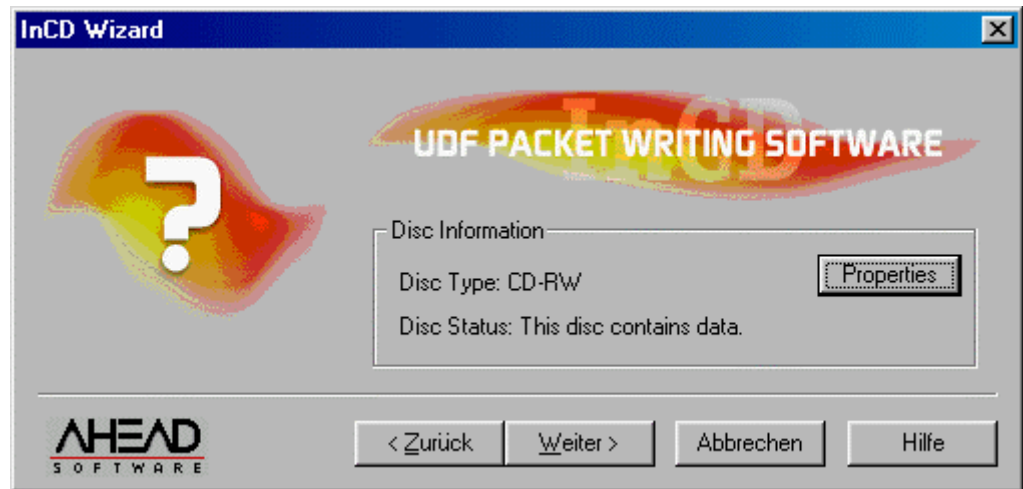 InCD Wizard
InCD
UDF PACKET WRITING SOFTWARE
?
Disc Information
Disc Type: CD-RW
Properties
Disc Status: This disc contains data.
AHEAD
SOFTWARE
< Zurück
Weiter >
Abbrechen
Hilfe